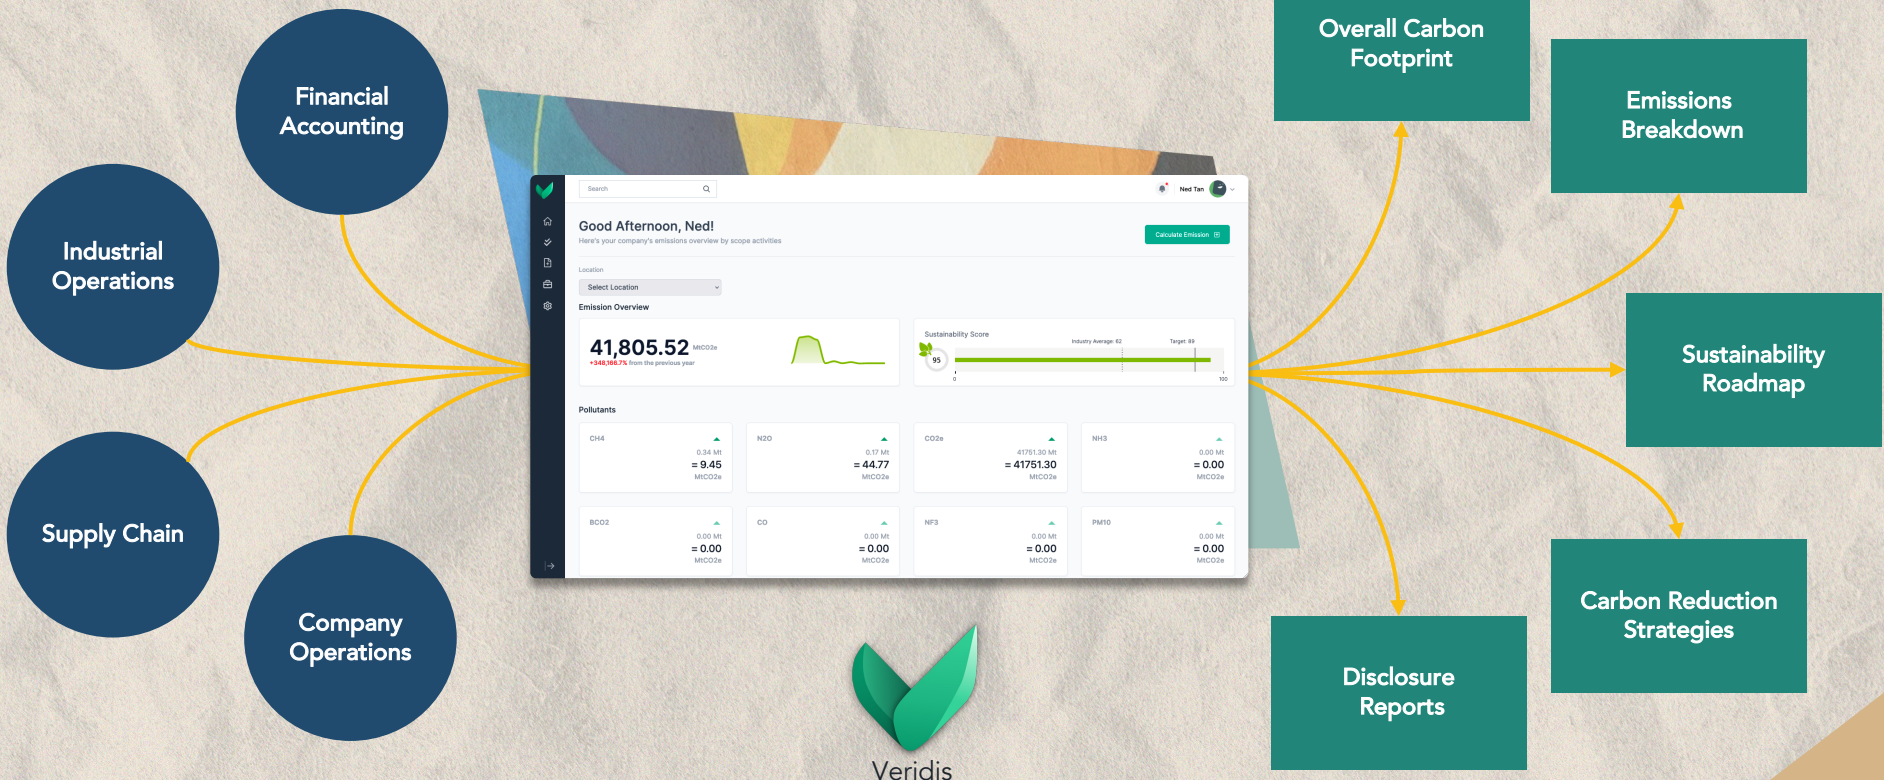 Financial
Accounting
Industrial
Operations
Supply Chain
Company
Operations
Search
Ned Tan
Good Afternoon, Ned!
Here's your company's emissions overview by scope activities
Calculate Emission
Location
Select Location
Emission Overview
41,805.52 MtCO2e
+348,166.7% from the previous year
Sustainability Score
Industry Average: 62
Target: 89
95
0
100
Pollutants
CH4
0.34 Mt
= 9.45
MtCO2e
N2O
0.17 Mt
= 44.77
MtCO2e
CO2e
41751.30 Mt
= 41751.30
MtCO2e
NH3
0.00 Mt
= 0.00
MtCO2e
BCO2
0.00 Mt
= 0.00
MtCO2e
CO
0.00 Mt
= 0.00
MtCO2e
NF3
0.00 Mt
= 0.00
MtCO2e
PM10
0.00 Mt
= 0.00
MtCO2e
Veridis
Overall Carbon
Footprint
Emissions
Breakdown
Sustainability
Roadmap
Carbon Reduction
Strategies
Disclosure
Reports